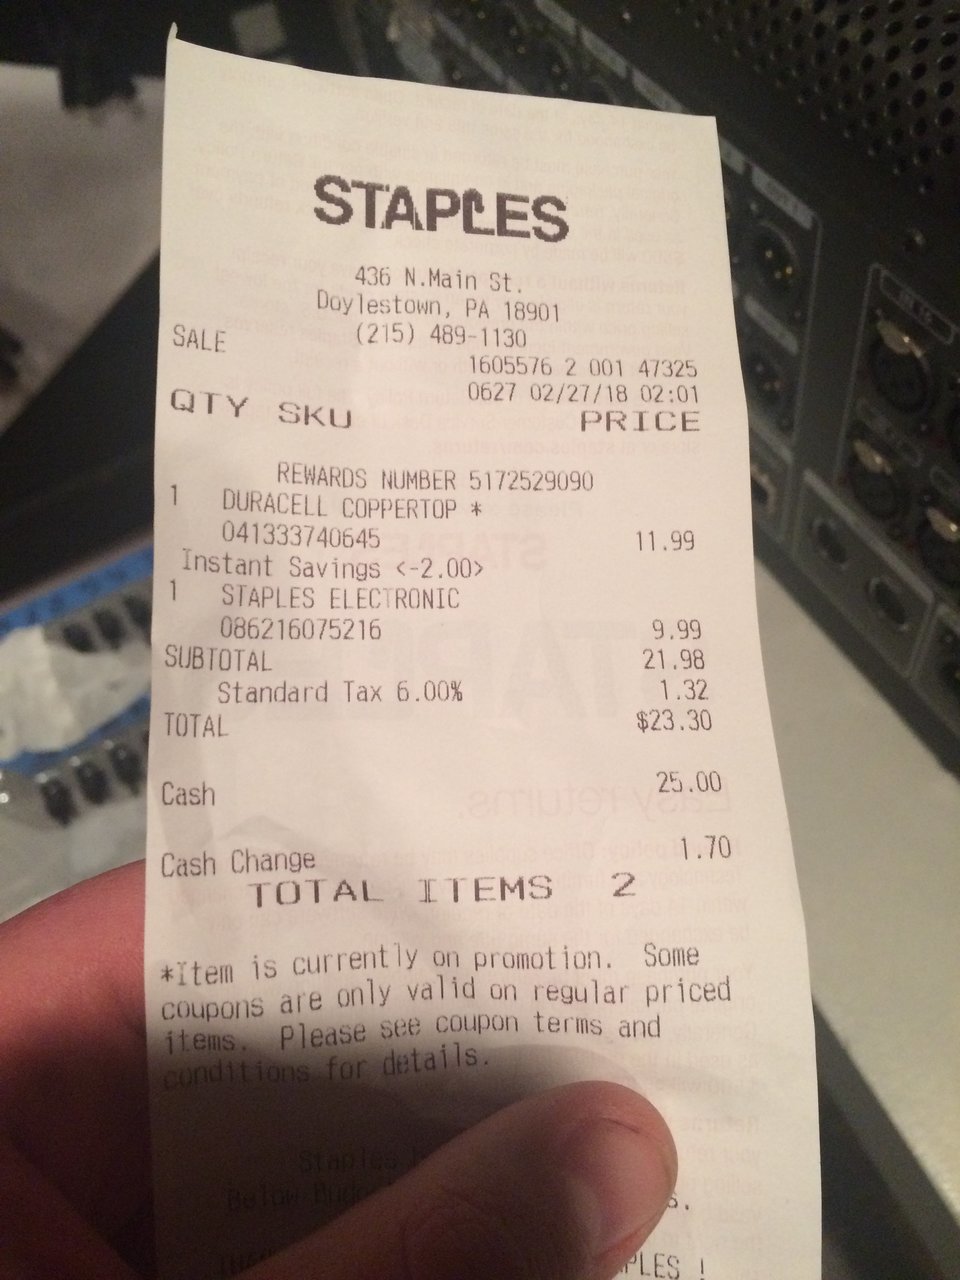 STAPLES
436 N.Main St.
Doylestown, PA 18901
SALE (215) 489-1130
1605576 2 001 47325
0627 02/27/18 02:01
QTY SKU PRICE
REWARDS NUMBER 5172529090
1 DURACELL COPPERTOP *
041333740645 11.99
Instant Savings <-2.00>
1 STAPLES ELECTRONIC
086216075216 9.99
SUBTOTAL 21.98
Standard Tax 6.00% 1.32
TOTAL $23.30
Cash 25.00
Cash Change 1.70
TOTAL ITEMS 2
*Item is currently on promotion. Some
coupons are only valid on regular priced
items. Please see coupon terms and
conditions for details.
Staples
Below